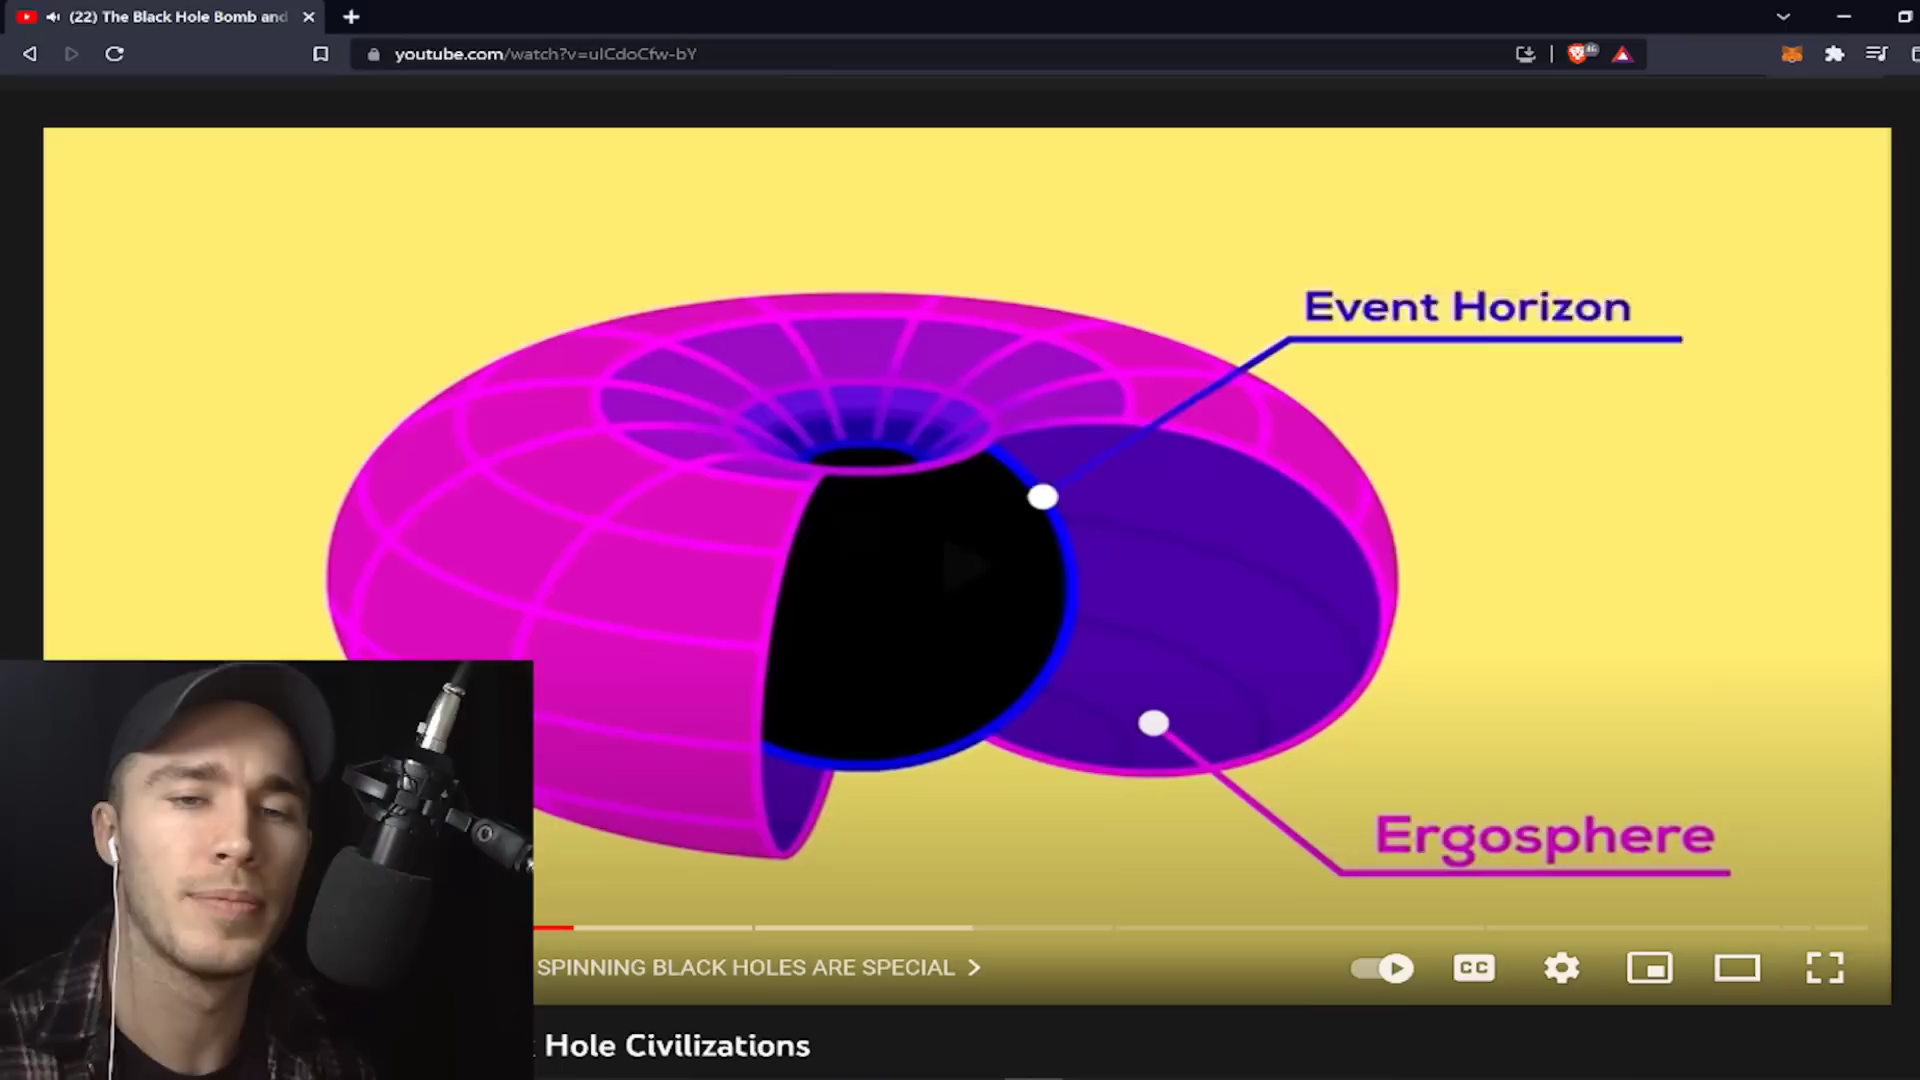 (22) The Black Hole Bomb and
youtube.com/watch?v=ulCdoCfw-bY
Event Horizon
Ergosphere
SPINNING BLACK HOLES ARE SPECIAL
CC
Hole Civilizations